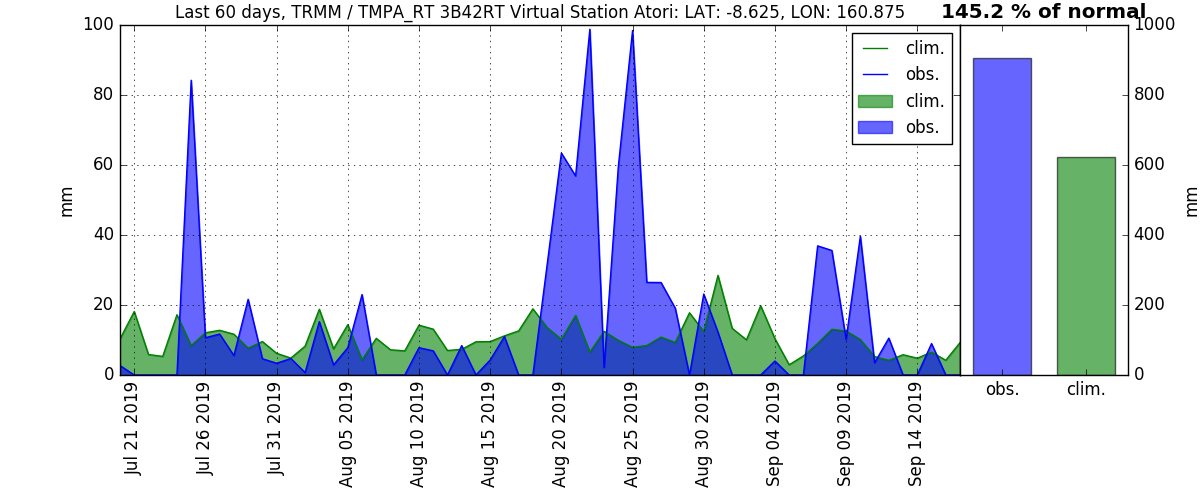 Last 60 days, TRMM / TMPA_RT 3B42RT Virtual Station Atori: LAT: -8.625, LON: 160.875
145.2 % of normal
100
80
60
40
20
0
mm
clim.
obs.
clim.
obs.
1000
800
600
400
200
0
mm
obs.
clim.
Jul 21 2019
Jul 26 2019
Jul 31 2019
Aug 05 2019
Aug 10 2019
Aug 15 2019
Aug 20 2019
Aug 25 2019
Aug 30 2019
Sep 04 2019
Sep 09 2019
Sep 14 2019